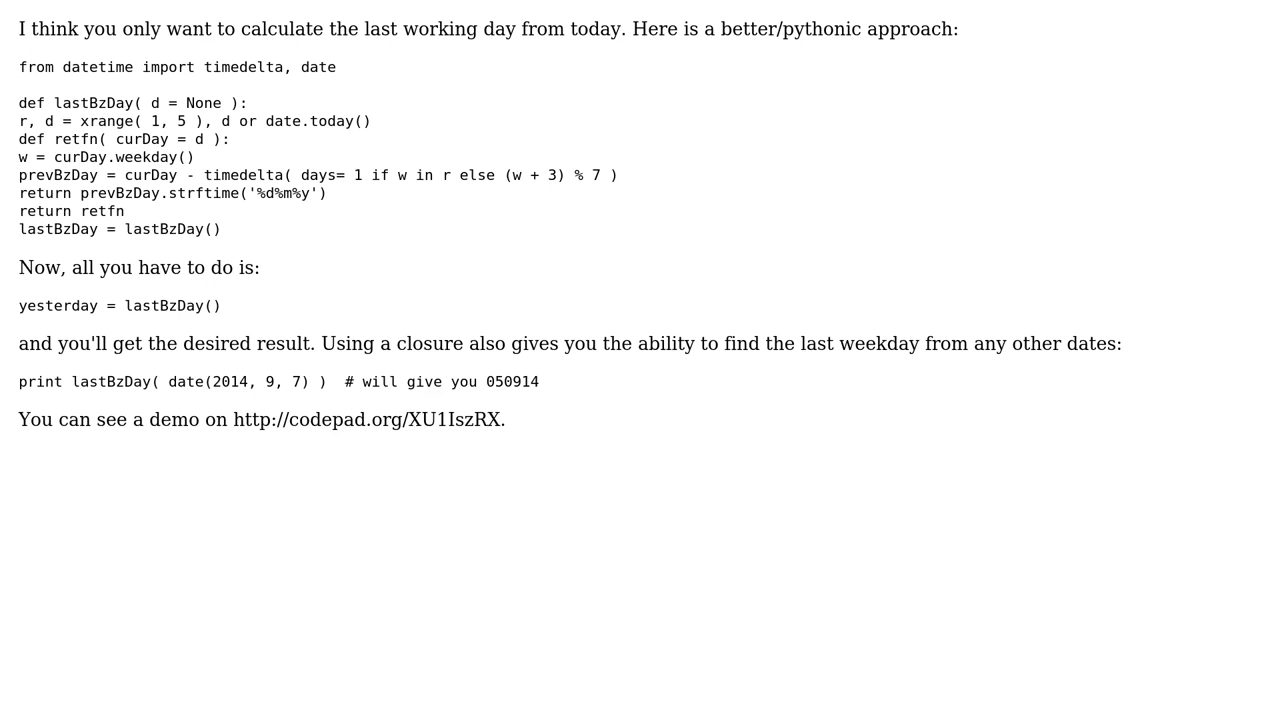 I think you only want to calculate the last working day from today. Here is a better/pythonic approach:
from datetime import timedelta, date
def lastBzDay( d = None ):
r, d = xrange( 1, 5 ), d or date.today()
def retfn( curDay = d ):
w = curDay.weekday()
prevBzDay = curDay - timedelta( days= 1 if w in r else (w + 3) % 7 )
return prevBzDay.strftime('%d%m%y')
return retfn
lastBzDay = lastBzDay()
Now, all you have to do is:
yesterday = lastBzDay()
and you'll get the desired result. Using a closure also gives you the ability to find the last weekday from any other dates:
print lastBzDay( date(2014, 9, 7) )  # will give you 050914
You can see a demo on http://codepad.org/XU1IszRX.